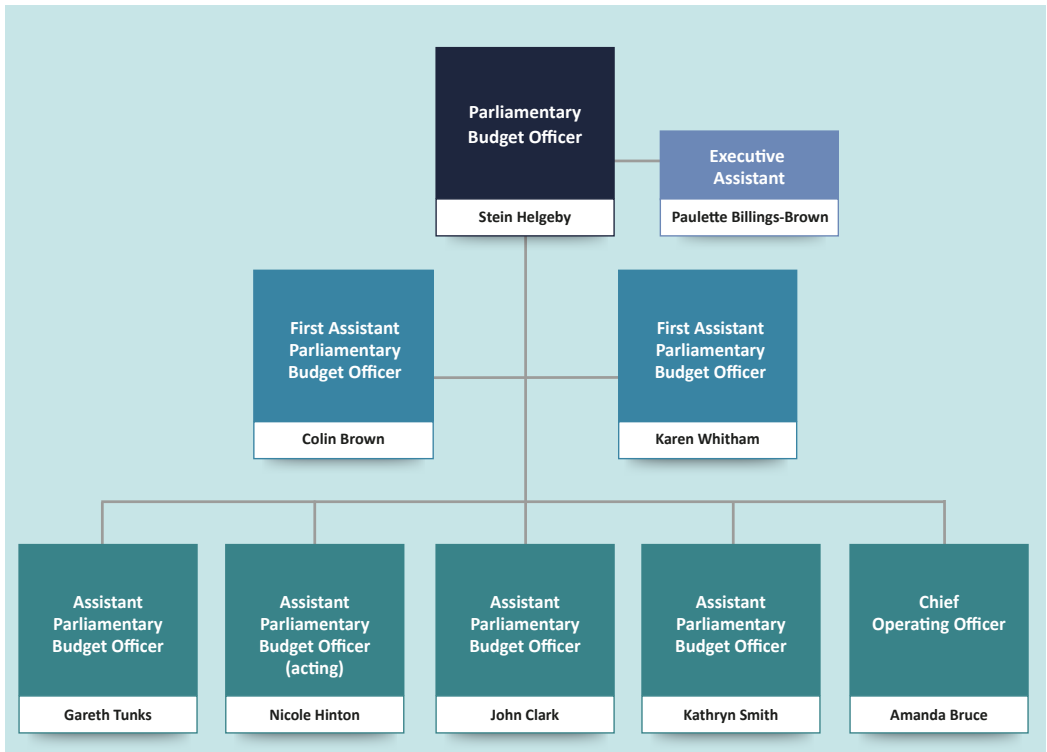 Parliamentary
Budget Officer
Stein Helgeby
Executive
Assistant
Paulette Billings-Brown
First Assistant
Parliamentary
Budget Officer
Colin Brown
First Assistant
Parliamentary
Budget Officer
Karen Whitham
Assistant
Parliamentary
Budget Officer
Gareth Tunks
Assistant
Parliamentary
Budget Officer
(acting)
Nicole Hinton
Assistant
Parliamentary
Budget Officer
John Clark
Assistant
Parliamentary
Budget Officer
Kathryn Smith
Chief
Operating Officer
Amanda Bruce